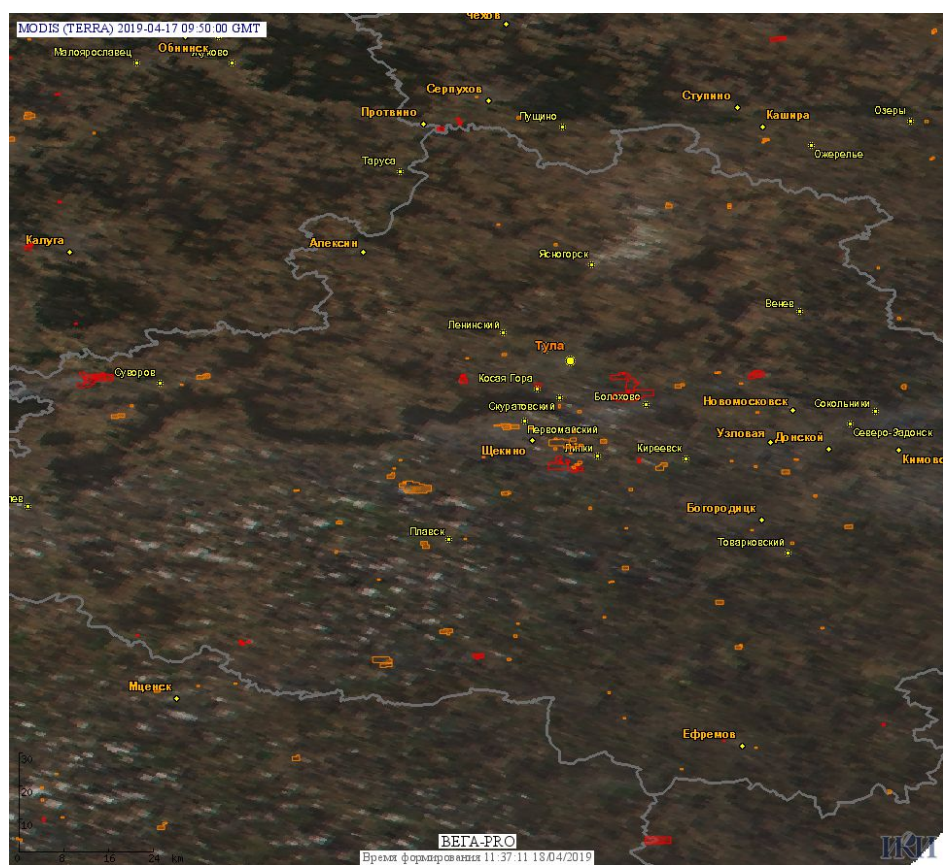 MODIS (TERRA) 2019-04-17 09:50:00 GMT
Чехов
Обнинск
Малоярославец
Жуково
Серпухов
Ступино
Протвино
Пущино
Кашира
Озеры
Таруса
Ожерелье
Калуга
Алексин
Ясногорск
Венев
Ленинский
Тула
Суворов
Косая Гора
Болохово
Новомосковск
Скуратовский
Сокольники
Первомайский
Узловая
Донской
Северо-Задонск
Щекино
Липки
Киреевск
Кимовс
лев
Богородицк
Плавск
Товарковский
Мценск
Ефремов
30
20
10
0 8 16 24 km
ВЕГА-PRO
Время формирования 11:37:11 18/04/2019
ИКИ